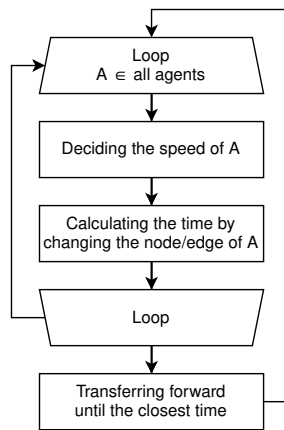 Loop
A ∈ all agents
Deciding the speed of A
Calculating the time by
changing the node/edge of A
Loop
Transferring forward
until the closest time